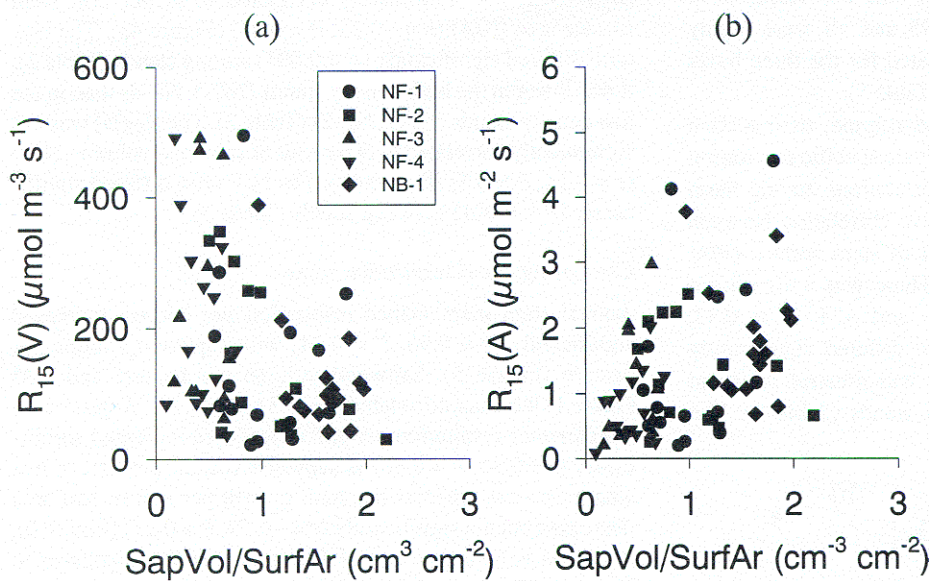 (a)
(b)
600
400
200
0
R15(V) (μmol m-3 s-1)
NF-1
NF-2
NF-3
NF-4
NB-1
0 1 2 3
SapVol/SurfAr (cm3 cm-2)
6
5
4
3
2
1
0
R15(A) (μmol m-2 s-1)
0 1 2 3
SapVol/SurfAr (cm-3 cm-2)